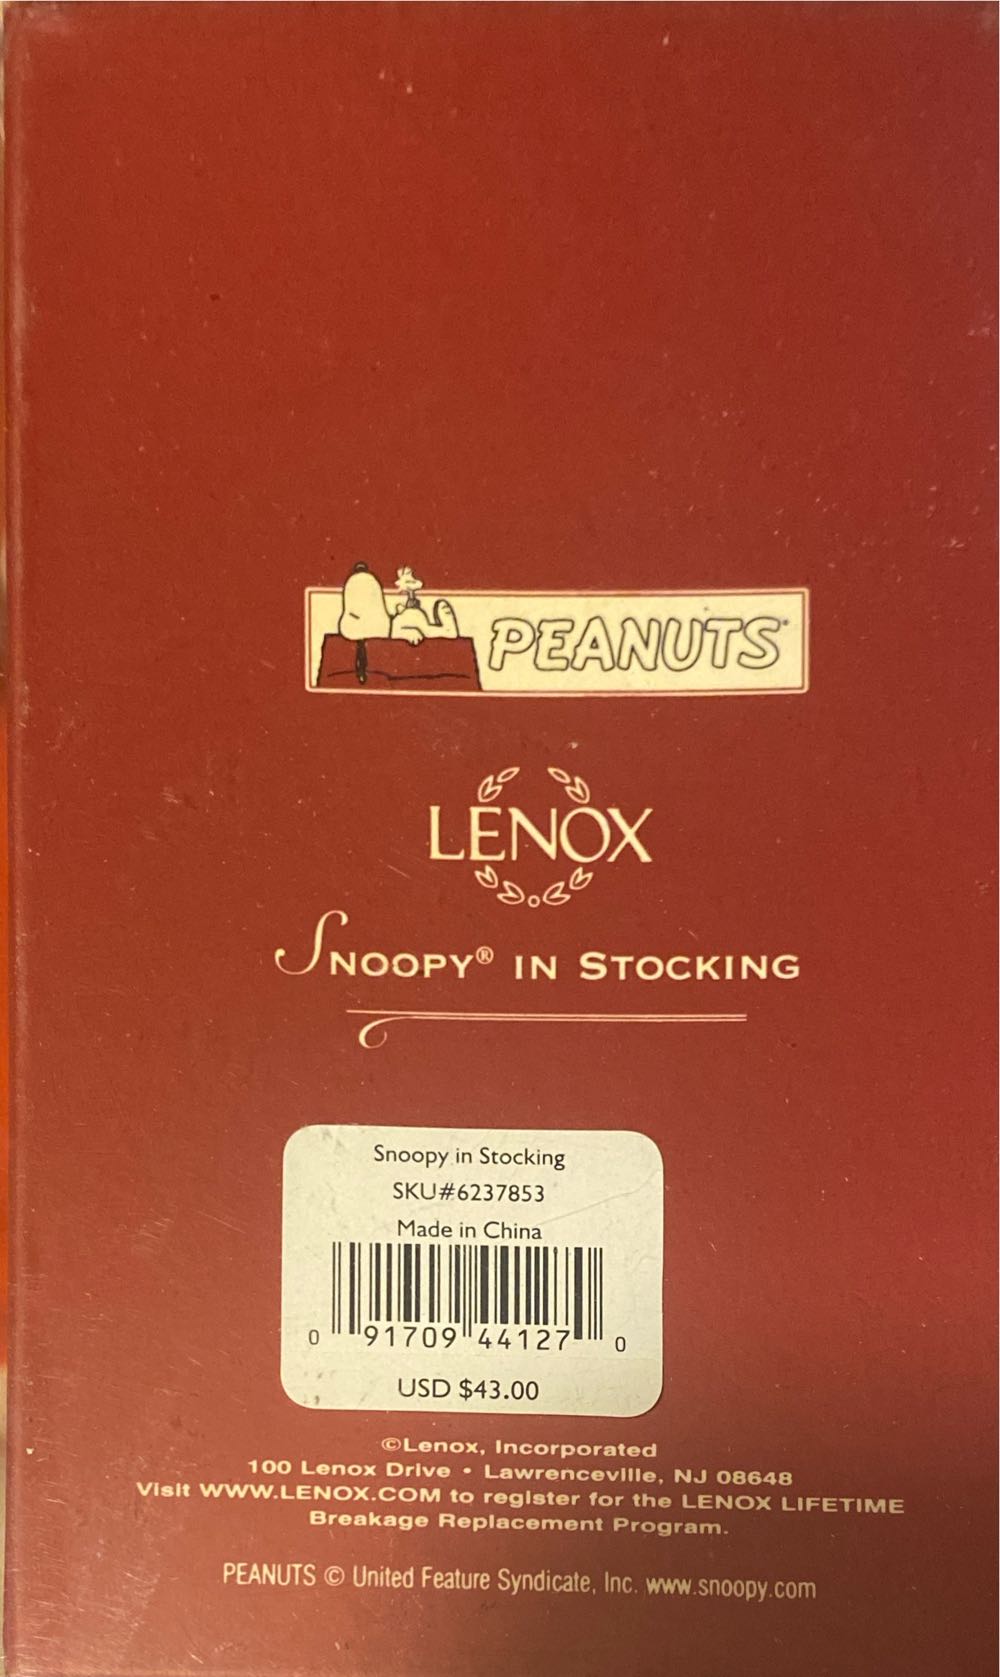 PEANUTS
LENOX
SNOOPY® IN STOCKING
Snoopy in Stocking
SKU#6237853
Made in China
0 91709 44127 0
USD $43.00
©Lenox, Incorporated
100 Lenox Drive • Lawrenceville, NJ 08648
Visit WWW.LENOX.COM to register for the LENOX LIFETIME
Breakage Replacement Program.
PEANUTS © United Feature Syndicate, Inc. www.snoopy.com